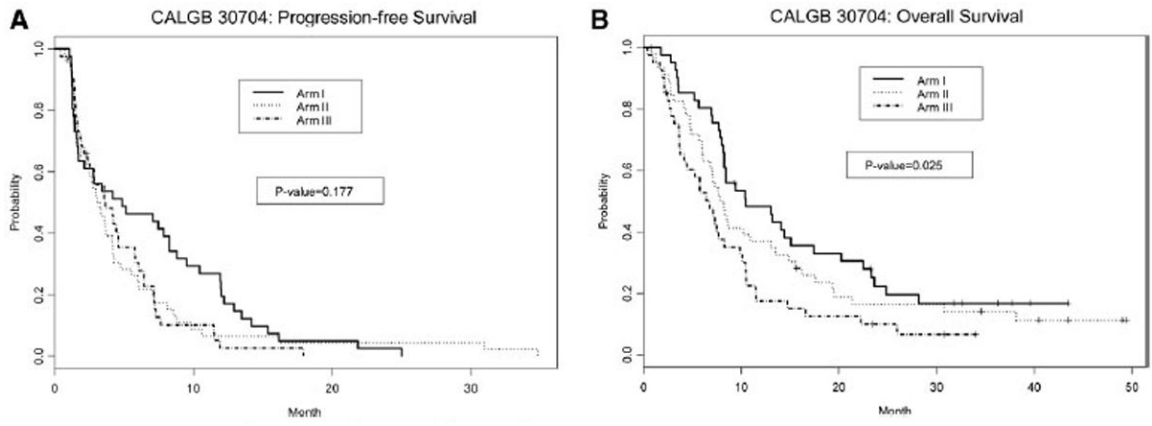 A
CALGB 30704: Progression-free Survival
Probability
1.0
0.8
0.6
0.4
0.2
0.0
Arm I
Arm II
Arm III
P-value=0.177
0 10 20 30
Month
B
CALGB 30704: Overall Survival
Probability
1.0
0.8
0.6
0.4
0.2
0.0
Arm I
Arm II
Arm III
P-value=0.025
0 10 20 30 40 50
Month